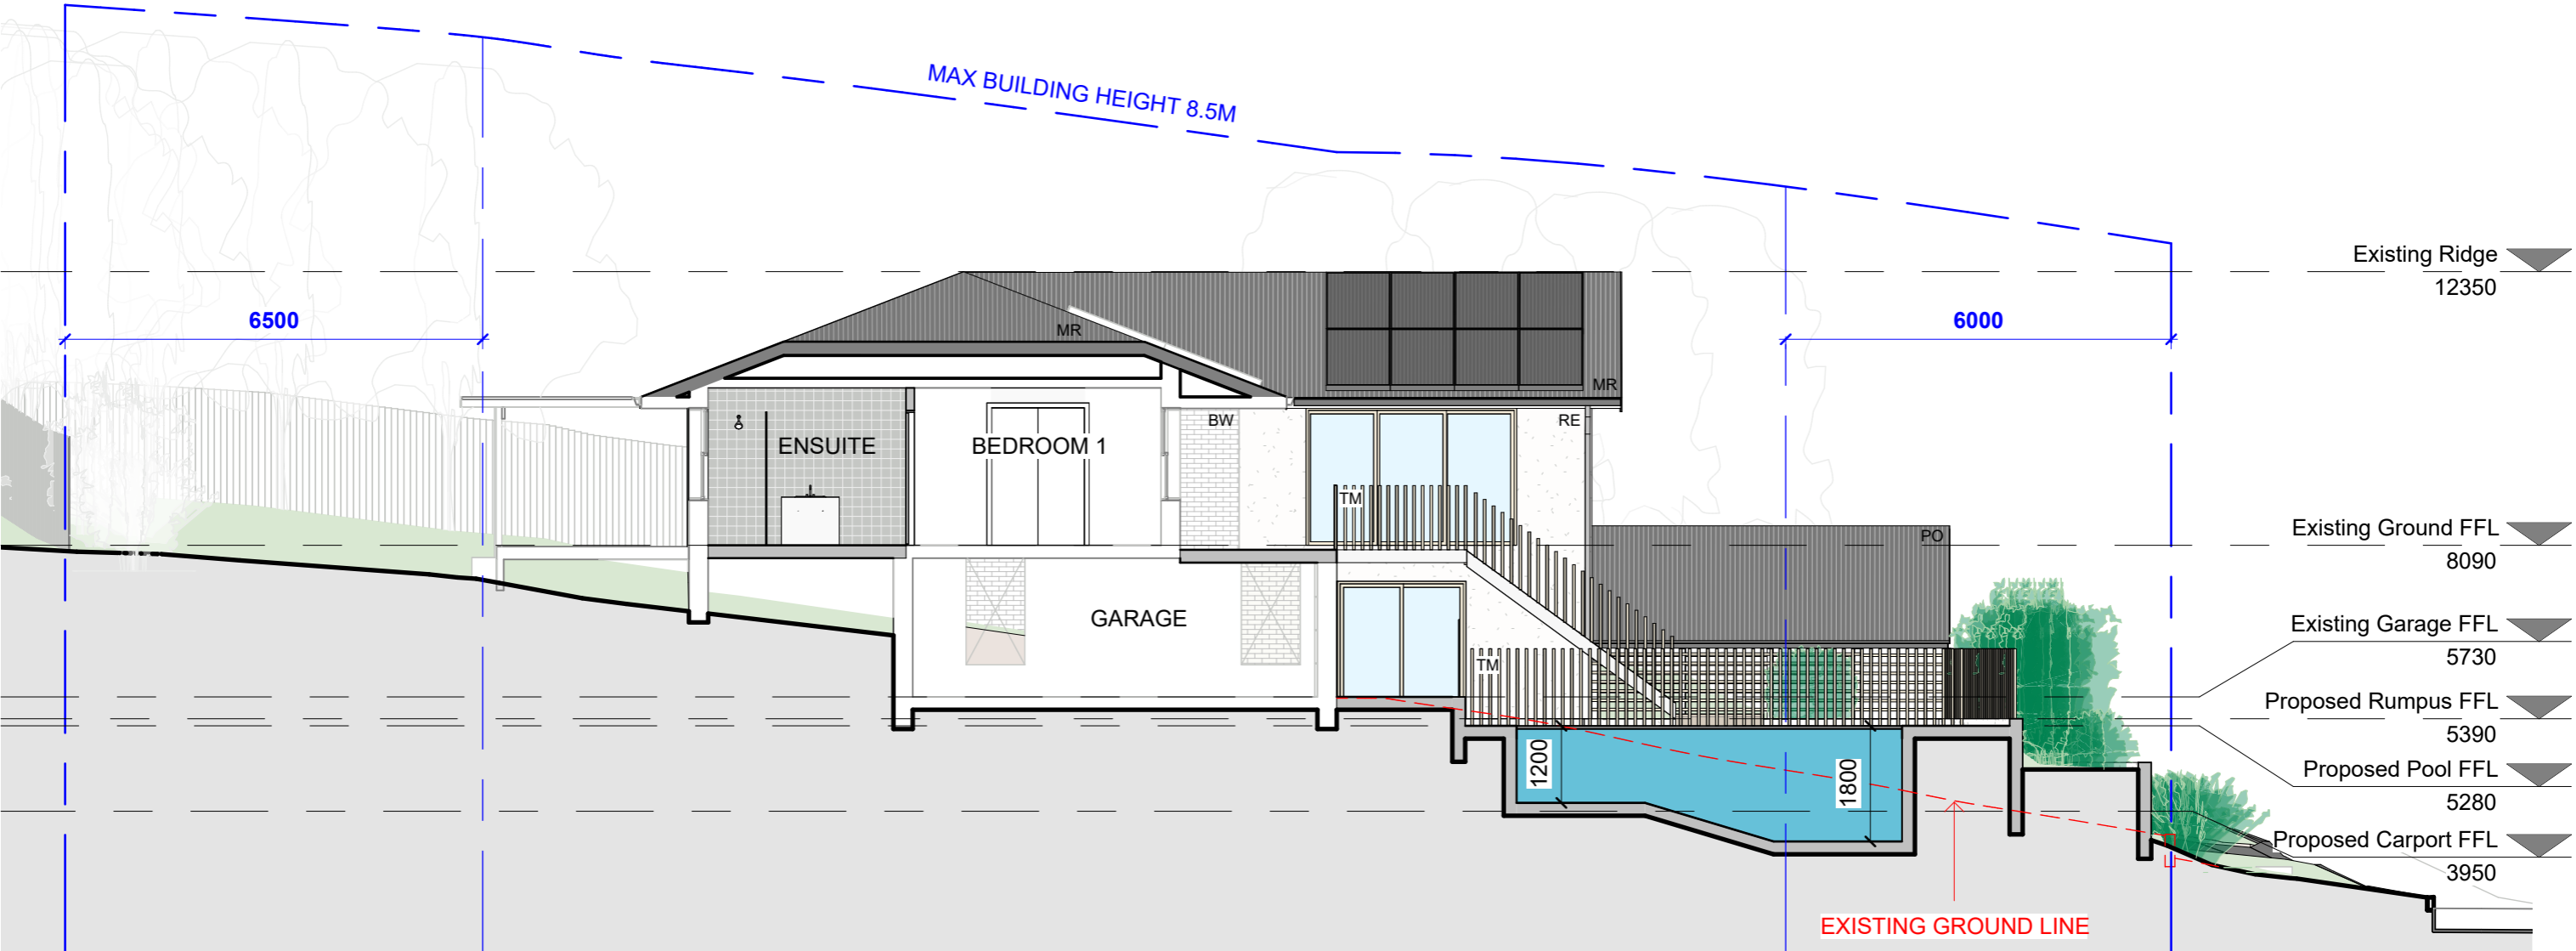 MAX BUILDING HEIGHT 8.5M
Existing Ridge
12350
6500
6000
MR
MR
BW
RE
ENSUITE
BEDROOM 1
TM
PO
Existing Ground FFL
8090
GARAGE
Existing Garage FFL
5730
TM
Proposed Rumpus FFL
5390
1200
1800
Proposed Pool FFL
5280
Proposed Carport FFL
3950
EXISTING GROUND LINE